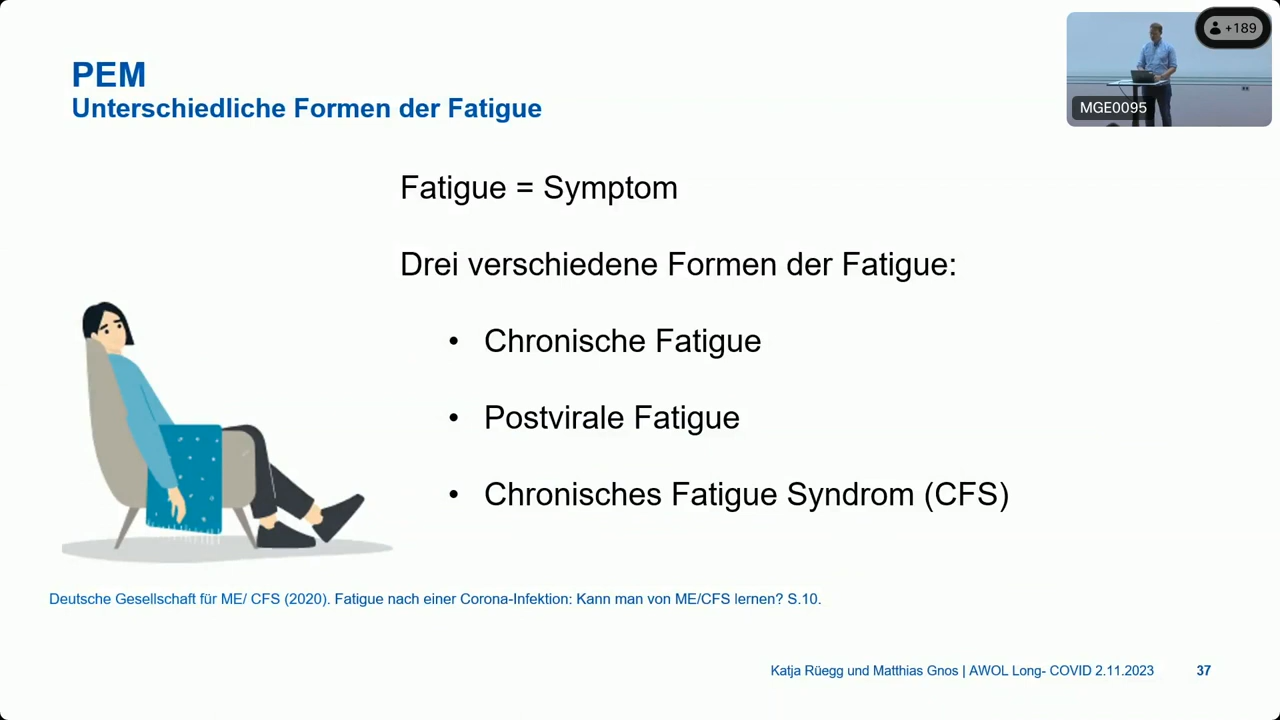 PEM
Unterschiedliche Formen der Fatigue
+189
MGE0095
Fatigue = Symptom
Drei verschiedene Formen der Fatigue:
• Chronische Fatigue
• Postvirale Fatigue
• Chronisches Fatigue Syndrom (CFS)
Deutsche Gesellschaft für ME/ CFS (2020). Fatigue nach einer Corona-Infektion: Kann man von ME/CFS lernen? S.10.
Katja Rüegg und Matthias Gnos | AWOL Long- COVID 2.11.2023 37